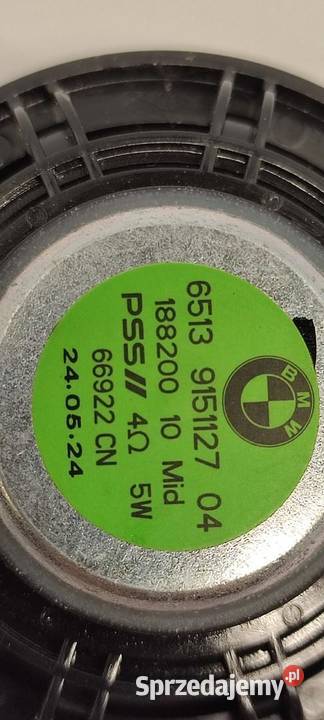 BMW
6513 9151127 04
188200 10 Mid
PSS// 4Ω 5W
66922 CN
24.05.24
Sprzedajemy.pl